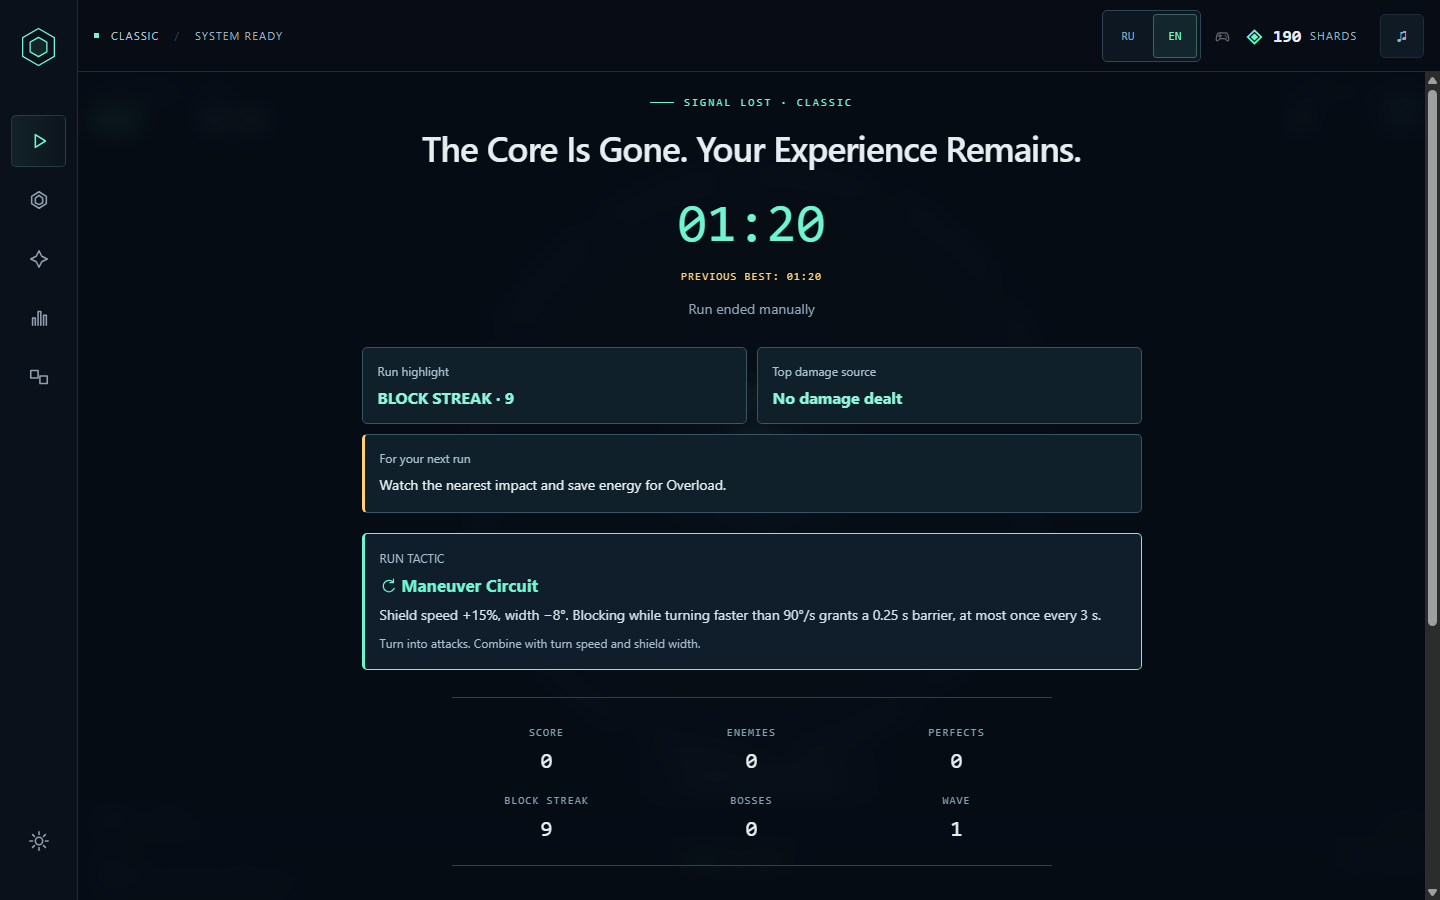 CLASSIC / SYSTEM READY
RU EN 190 SHARDS
SIGNAL LOST · CLASSIC
The Core Is Gone. Your Experience Remains.
01:20
PREVIOUS BEST: 01:20
Run ended manually
Run highlight
BLOCK STREAK · 9
Top damage source
No damage dealt
For your next run
Watch the nearest impact and save energy for Overload.
RUN TACTIC
Maneuver Circuit
Shield speed +15%, width −8°. Blocking while turning faster than 90°/s grants a 0.25 s barrier, at most once every 3 s.
Turn into attacks. Combine with turn speed and shield width.
SCORE ENEMIES PERFECTS
0 0 0
BLOCK STREAK BOSSES WAVE
9 0 1